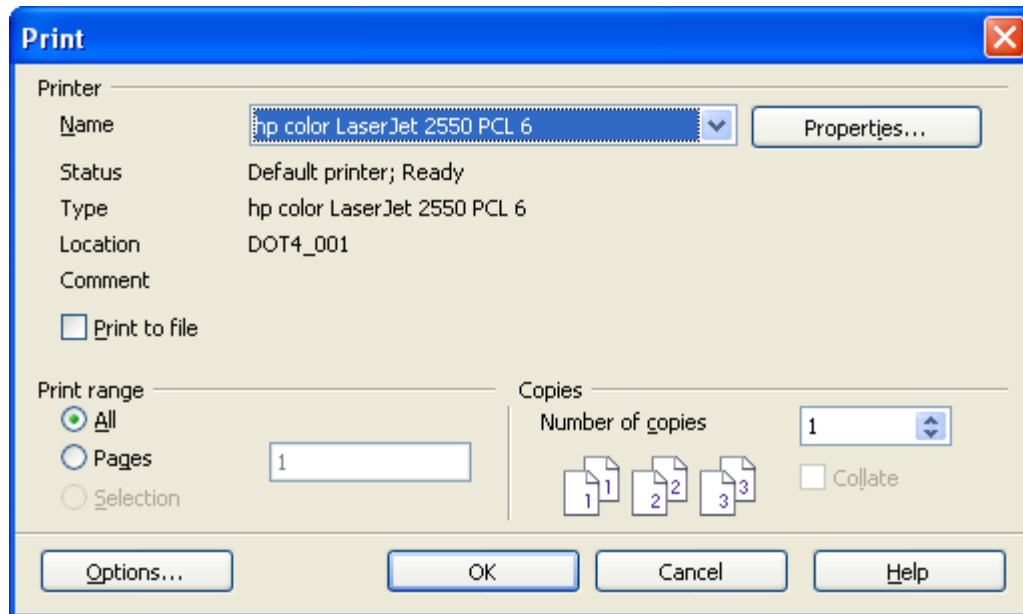 Print
Printer
Name hp color LaserJet 2550 PCL 6 Properties...
Status Default printer; Ready
Type hp color LaserJet 2550 PCL 6
Location DOT4_001
Comment
Print to file
Print range
All
Pages 1
Selection
Copies
Number of copies 1
1 1 2 2 3 3 Collate
Options... OK Cancel Help